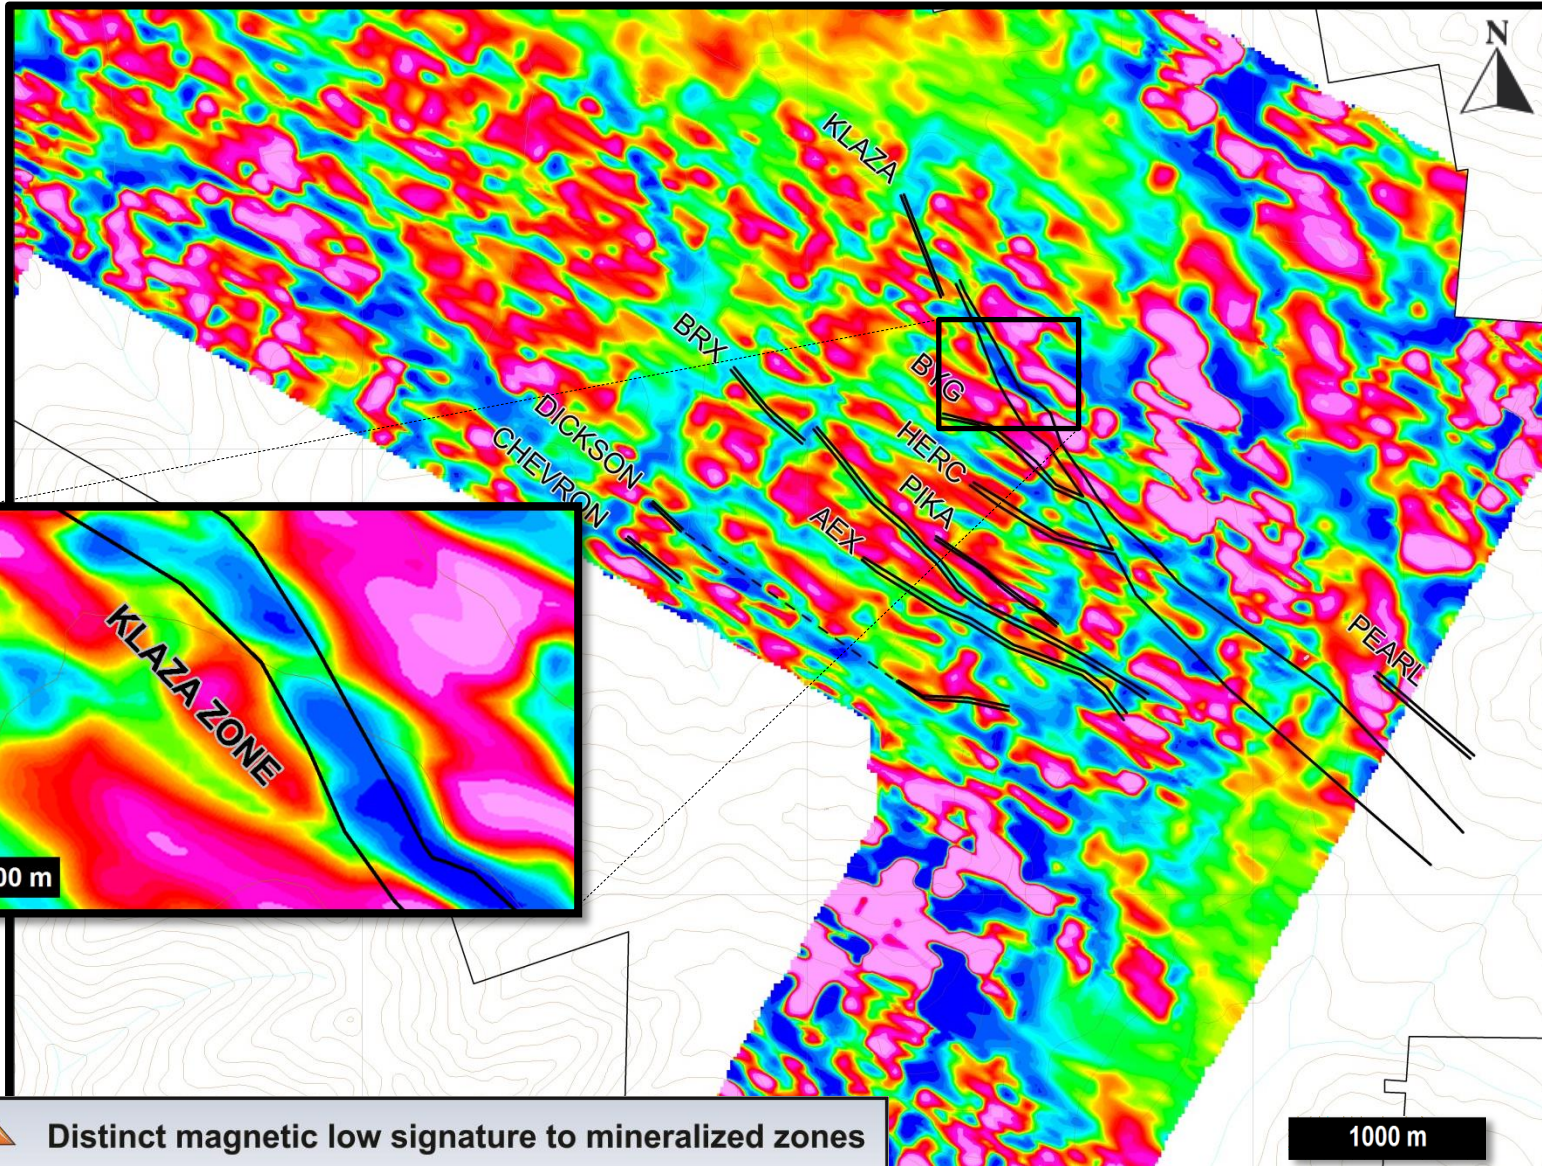 N
KLAZA
BRX
BYG
DICKSON
HERC
CHEVRON
PIKA
AEX
PEARL
KLAZA ZONE
00 m
Distinct magnetic low signature to mineralized zones
1000 m